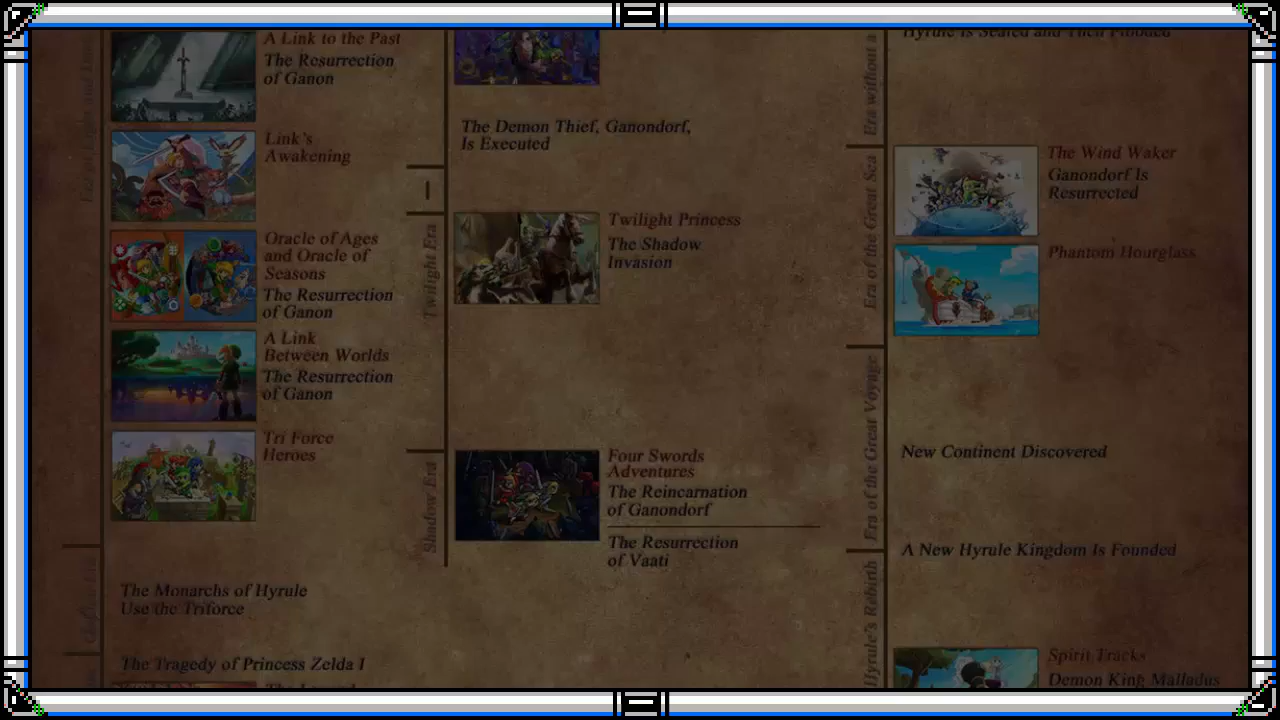 A Link to the Past
The Resurrection
of Ganon
Link's
Awakening
Oracle of Ages
and Oracle of
Seasons
The Resurrection
of Ganon
A Link
Between Worlds
The Resurrection
of Ganon
Tri Force
Heroes
The Monarchs of Hyrule
Use the Triforce
The Tragedy of Princess Zelda I
The Demon Thief, Ganondorf,
Is Executed
Twilight Era
Twilight Princess
The Shadow
Invasion
Shadow Era
Four Swords
Adventures
The Reincarnation
of Ganondorf
The Resurrection
of Vaati
Era without a
Hyrule Is Sealed and Then Flooded
Era of the Great Sea
The Wind Waker
Ganondorf Is
Resurrected
Phantom Hourglass
Era of the Great Voyage
New Continent Discovered
A New Hyrule Kingdom Is Founded
Hyrule's Rebirth
Spirit Tracks
Demon King Malladus